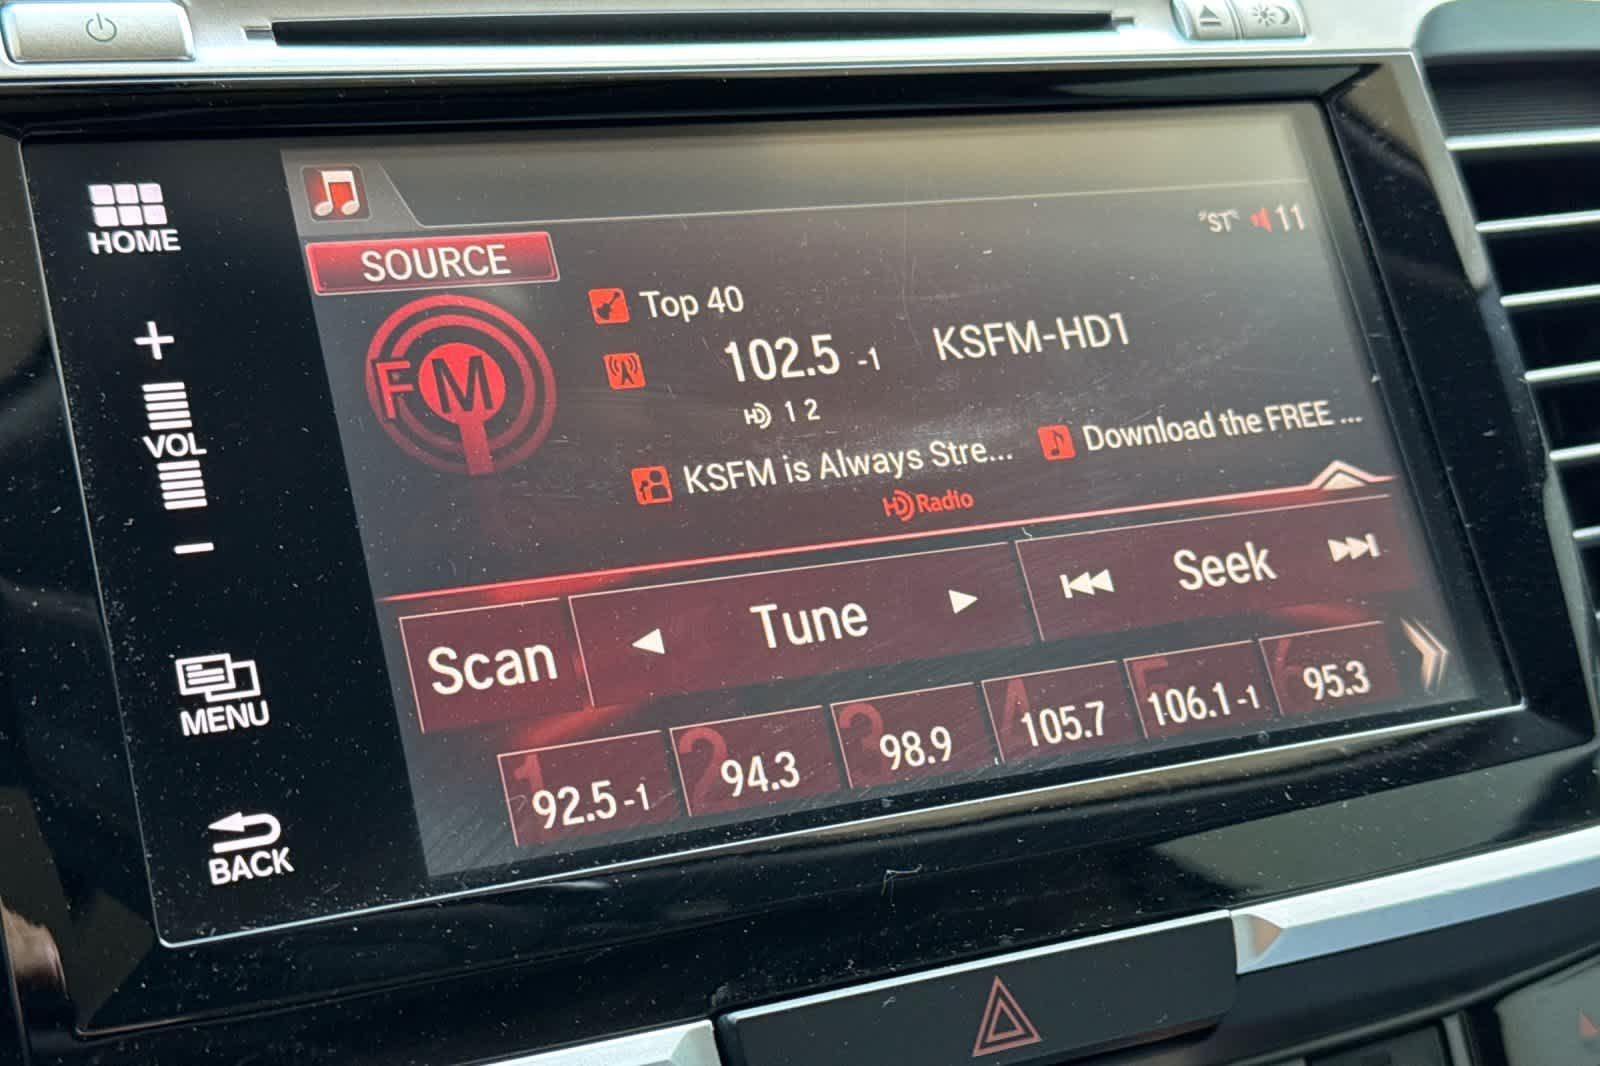 HOME
SOURCE
"ST" 11
Top 40
FM
102.5 -1 KSFM-HD1
HD 1 2
KSFM is Always Stre... Download the FREE ...
HD Radio
+
VOL
−
Scan Tune Seek
MENU
1 92.5-1 2 94.3 3 98.9 4 105.7 5 106.1-1 6 95.3
BACK